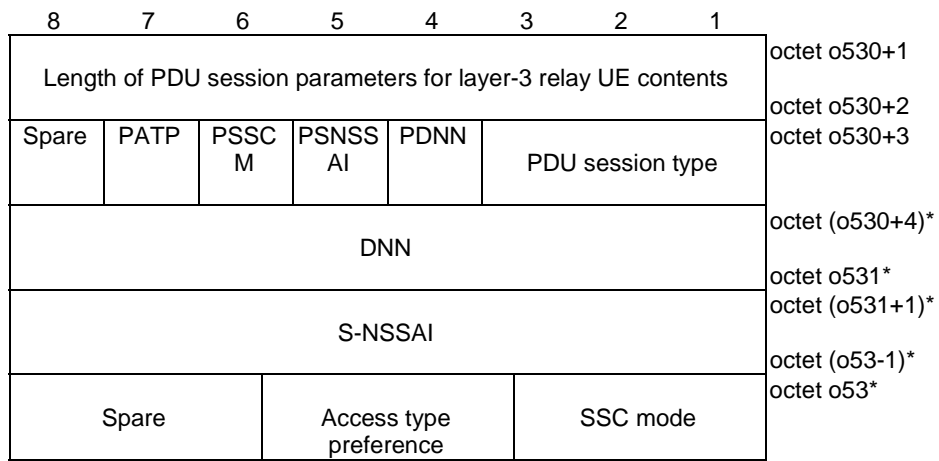 8 7 6 5 4 3 2 1
Length of PDU session parameters for layer-3 relay UE contents
octet o530+1
octet o530+2
Spare PATP PSSC PSNSS PDNN PDU session type octet o530+3
M AI
DNN
octet (o530+4)*
octet o531*
S-NSSAI
octet (o531+1)*
octet (o53-1)*
Spare Access type SSC mode octet o53*
preference